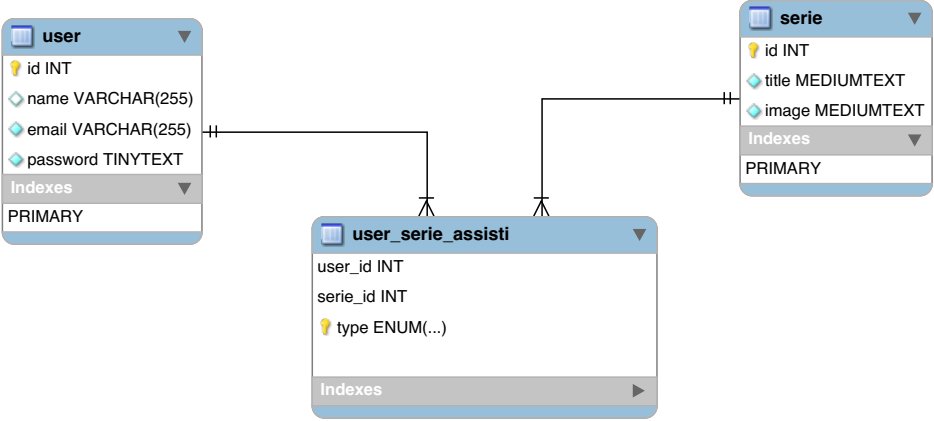 user
id INT
name VARCHAR(255)
email VARCHAR(255)
password TINYTEXT
Indexes
PRIMARY
serie
id INT
title MEDIUMTEXT
image MEDIUMTEXT
Indexes
PRIMARY
user_serie_assisti
user_id INT
serie_id INT
type ENUM(...)
Indexes